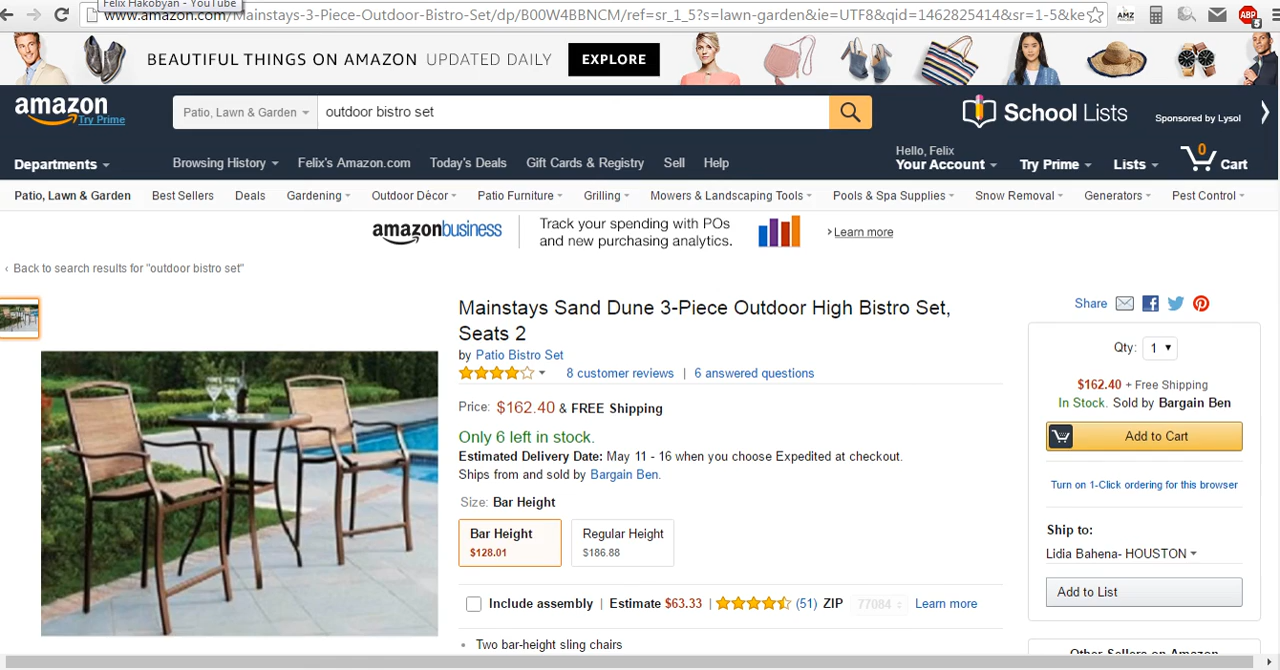 Felix Hakobyan - YouTube
www.amazon.com/Mainstays-3-Piece-Outdoor-Bistro-Set/dp/B00W4BBNCM/ref=sr_1_5?s=lawn-garden&ie=UTF8&qid=1462825414&sr=1-5&ke
AMZ
ABP
5
BEAUTIFUL THINGS ON AMAZON UPDATED DAILY EXPLORE
amazon
Try Prime
Patio, Lawn & Garden
outdoor bistro set
School Lists
Sponsored by Lysol
Departments
Browsing History
Felix's Amazon.com
Today's Deals
Gift Cards & Registry
Sell
Help
Hello, Felix
Your Account
Try Prime
Lists
0
Cart
Patio, Lawn & Garden
Best Sellers
Deals
Gardening
Outdoor Dècor
Patio Furniture
Grilling
Mowers & Landscaping Tools
Pools & Spa Supplies
Snow Removal
Generators
Pest Control
amazonbusiness
Track your spending with POs
and new purchasing analytics.
› Learn more
‹ Back to search results for "outdoor bistro set"
Mainstays Sand Dune 3-Piece Outdoor High Bistro Set,
Seats 2
by Patio Bistro Set
8 customer reviews | 6 answered questions
Price: $162.40 & FREE Shipping
Only 6 left in stock.
Estimated Delivery Date: May 11 - 16 when you choose Expedited at checkout.
Ships from and sold by Bargain Ben.
Size: Bar Height
Bar Height
$128.01
Regular Height
$186.88
Include assembly | Estimate $63.33 | (51) ZIP 77084 Learn more
• Two bar-height sling chairs
Share
Qty: 1
$162.40 + Free Shipping
In Stock. Sold by Bargain Ben
Add to Cart
Turn on 1-Click ordering for this browser
Ship to:
Lidia Bahena- HOUSTON
Add to List
Other Sellers on Amazon